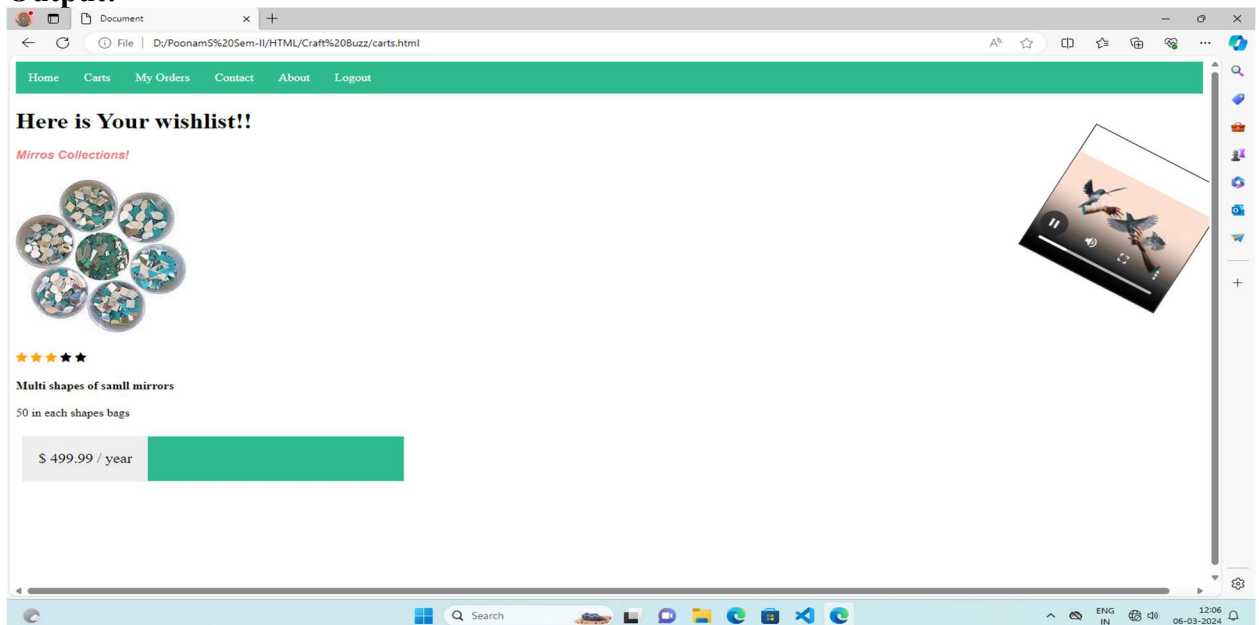 Output:
Document
File | D:/PoonamS%20Sem-II/HTML/Craft%20Buzz/carts.html
Home Carts My Orders Contact About Logout
Here is Your wishlist!!
Mirros Collections!
Multi shapes of samll mirrors
50 in each shapes bags
$ 499.99 / year
Search
ENG
IN
12:06
06-03-2024